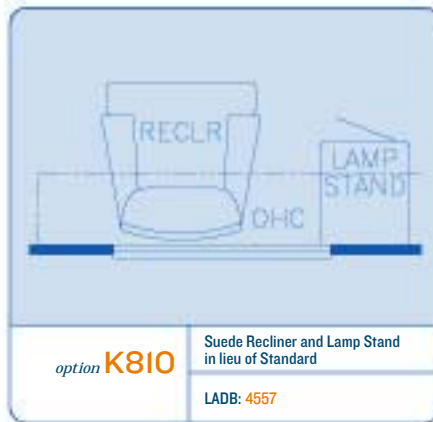 RECLR
LAMP
STAND
OHC
option K810
Suede Recliner and Lamp Stand
in lieu of Standard
LADB: 4557